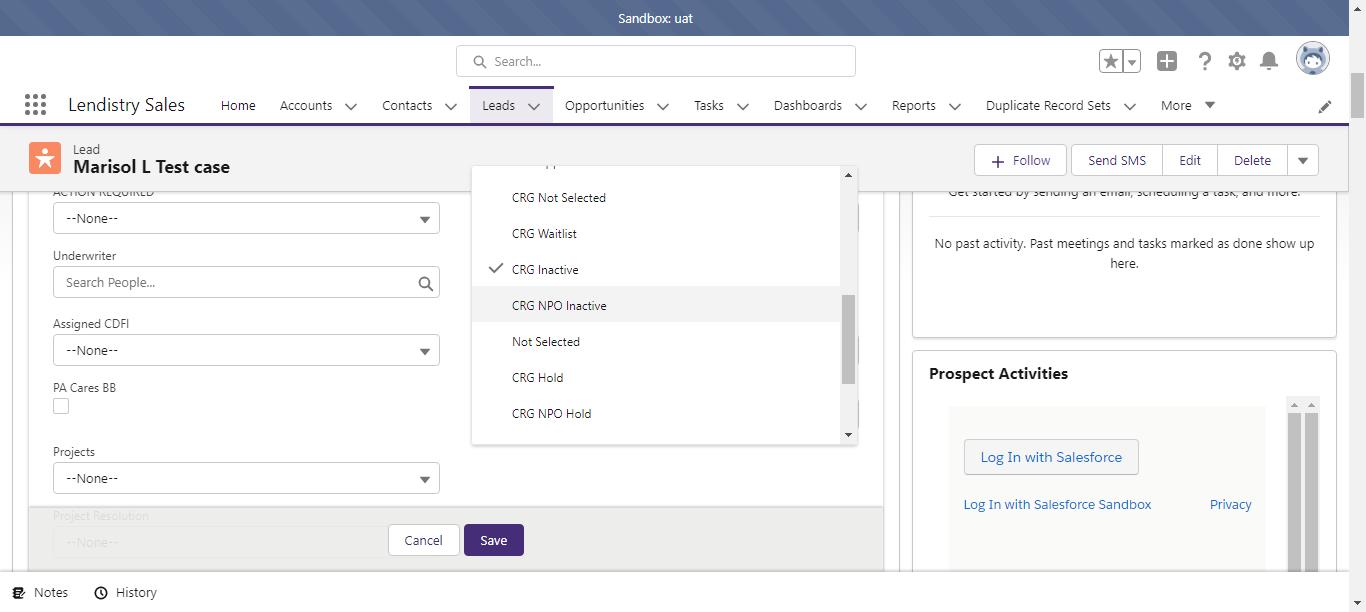 Sandbox: uat
Search...
Lendistry Sales
Home
Accounts
Contacts
Leads
Opportunities
Tasks
Dashboards
Reports
Duplicate Record Sets
More
Lead
Marisol L Test case
Follow
Send SMS
Edit
Delete
ACTION REQUIRED
--None--
Underwriter
Search People...
Assigned CDFI
--None--
PA Cares BB
Projects
--None--
Project Resolution
--None--
CRG Not Selected
CRG Waitlist
CRG Inactive
CRG NPO Inactive
Not Selected
CRG Hold
CRG NPO Hold
Cancel
Save
Get started by sending an email, scheduling a task, and more.
No past activity. Past meetings and tasks marked as done show up
here.
Prospect Activities
Log In with Salesforce
Log In with Salesforce Sandbox
Privacy
Notes
History